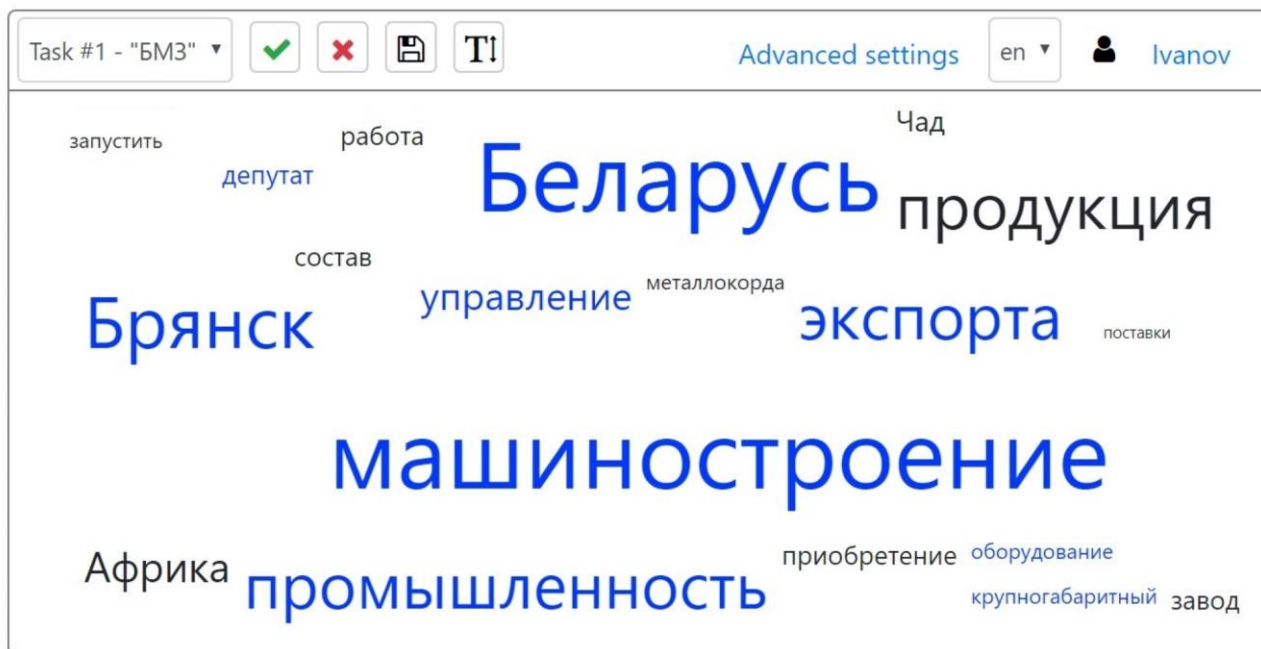 Task #1 - "БМЗ" Advanced settings en Ivanov
запустить работа Чад
депутат Беларусь продукция
состав
управление металлокорда
Брянск экспорта поставки
машиностроение
Африка промышленность приобретение оборудование
крупногабаритный завод